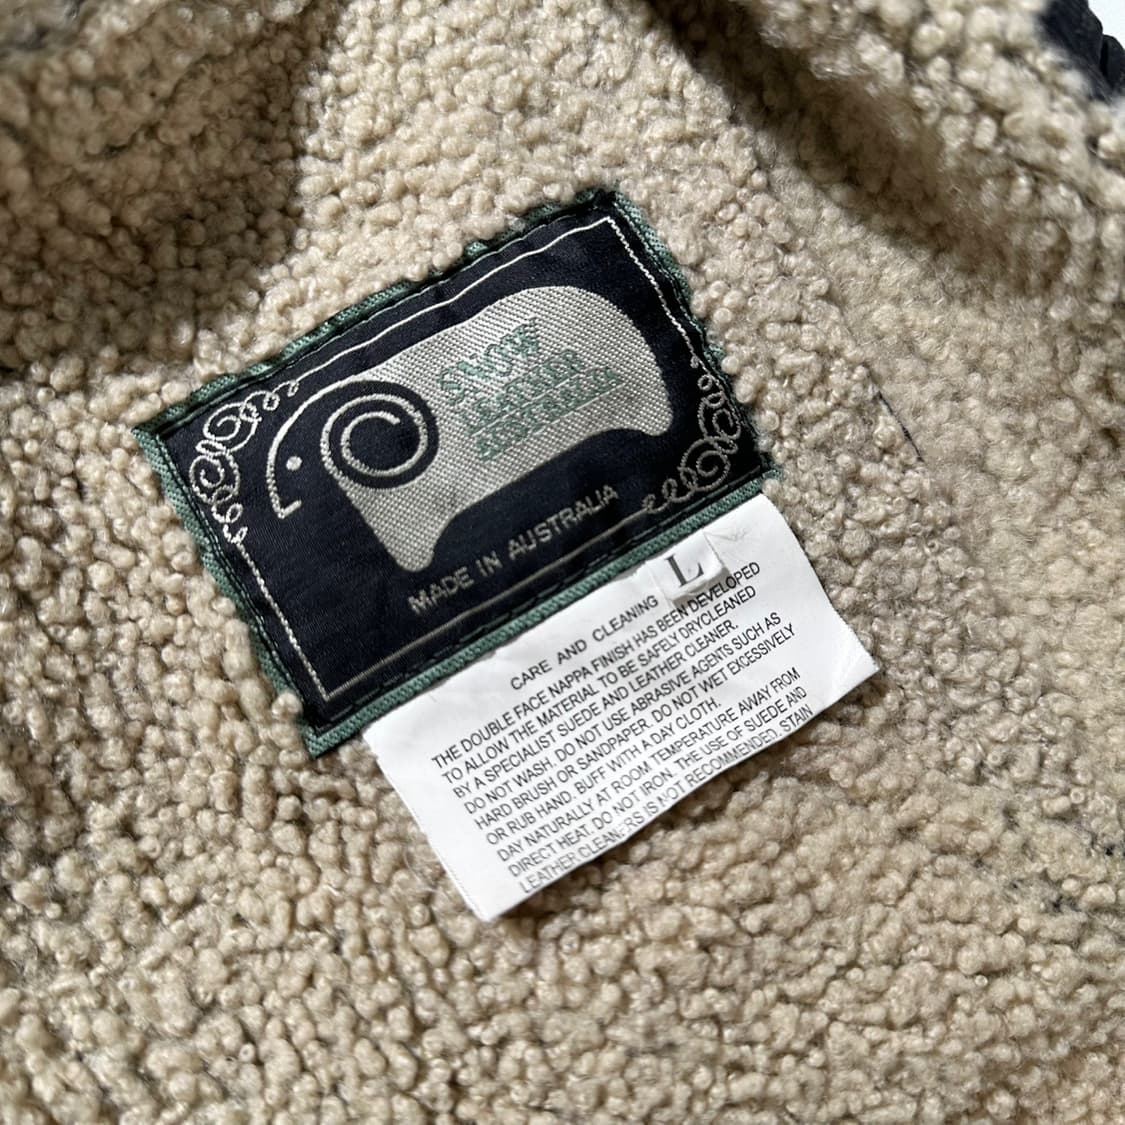 SNOW
LEATHER
AUSTRALIA
MADE IN AUSTRALIA
L
CARE AND CLEANING
THE DOUBLE FACE NAPPA FINISH HAS BEEN DEVELOPED
TO ALLOW THE MATERIAL TO BE SAFELY DRYCLEANED
BY A SPECIALIST SUEDE AND LEATHER CLEANER.
DO NOT WASH. DO NOT USE ABRASIVE AGENTS SUCH AS
HARD BRUSH OR SANDPAPER. DO NOT WET EXCESSIVELY
OR RUB HAND. BUFF WITH A DAY CLOTH.
DAY NATURALLY AT ROOM TEMPERATURE AWAY FROM
DIRECT HEAT. DO NOT IRON. THE USE OF SUEDE AND
LEATHER CLEANERS IS NOT RECOMMENDED. STAIN